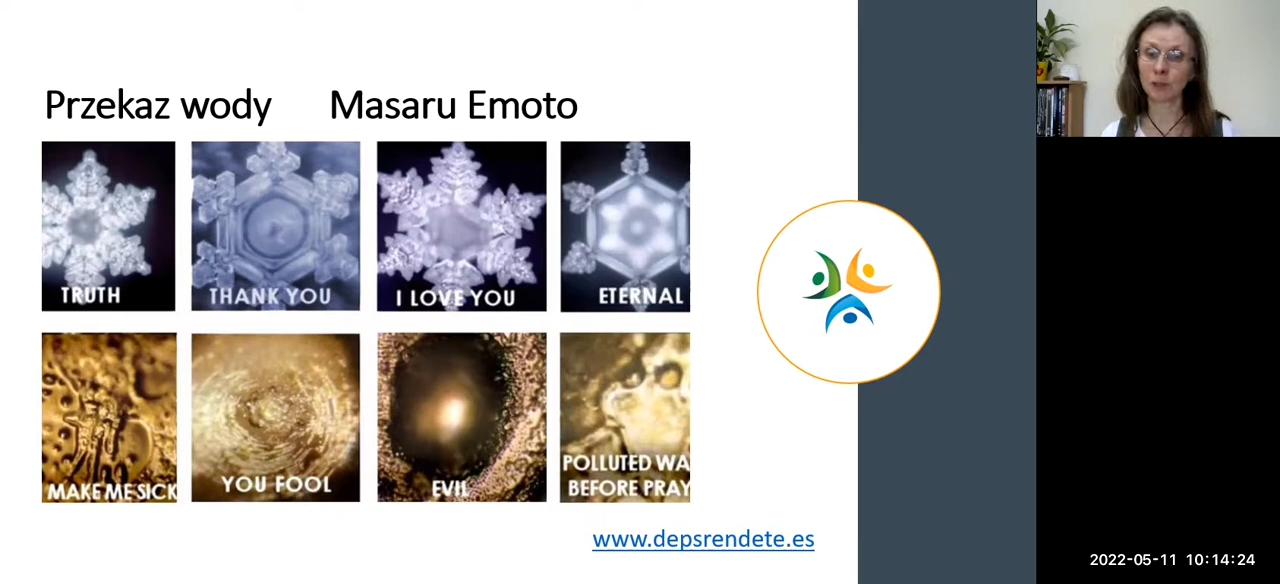 Przekaz wody Masaru Emoto
TRUTH
THANK YOU
I LOVE YOU
ETERNAL
MAKE ME SICK
YOU FOOL
EVIL
POLLUTED WA
BEFORE PRAY
www.depsrendete.es
2022-05-11 10:14:24